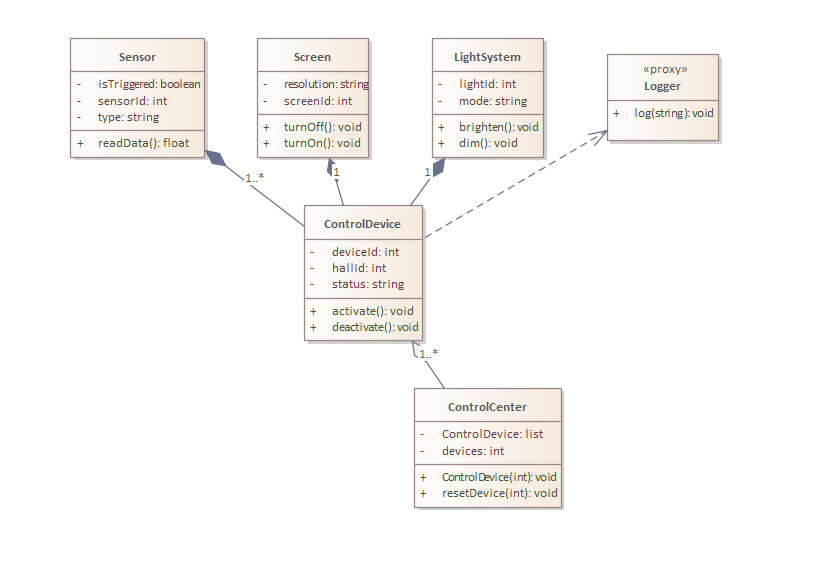 Sensor
- isTriggered: boolean
- sensorId: int
- type: string
+ readData(): float
Screen
- resolution: string
- screenId: int
+ turnOff(): void
+ turnOn(): void
LightSystem
- lightId: int
- mode: string
+ brighten(): void
+ dim(): void
«proxy»
Logger
+ log(string): void
1..*
1
1
ControlDevice
- deviceId: int
- hallId: int
- status: string
+ activate(): void
+ deactivate(): void
1..*
ControlCenter
- ControlDevice: list
- devices: int
+ ControlDevice(int): void
+ resetDevice(int): void